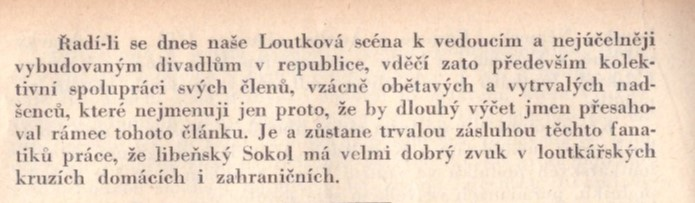 Řadí-li se dnes naše Loutková scéna k vedoucím a nejúčelněji
vybudovaným divadlům v republice, vděčí zato především kolek-
tivní spolupráci svých členů, vzácně obětavých a vytrvalých nad-
šenců, které nejmenuji jen proto, že by dlouhý výčet jmen přesaho-
val rámec tohoto článku. Je a zůstane trvalou zásluhou těchto fana-
tiků práce, že libeňský Sokol má velmi dobrý zvuk v loutkářských
kruzích domácích i zahraničních.